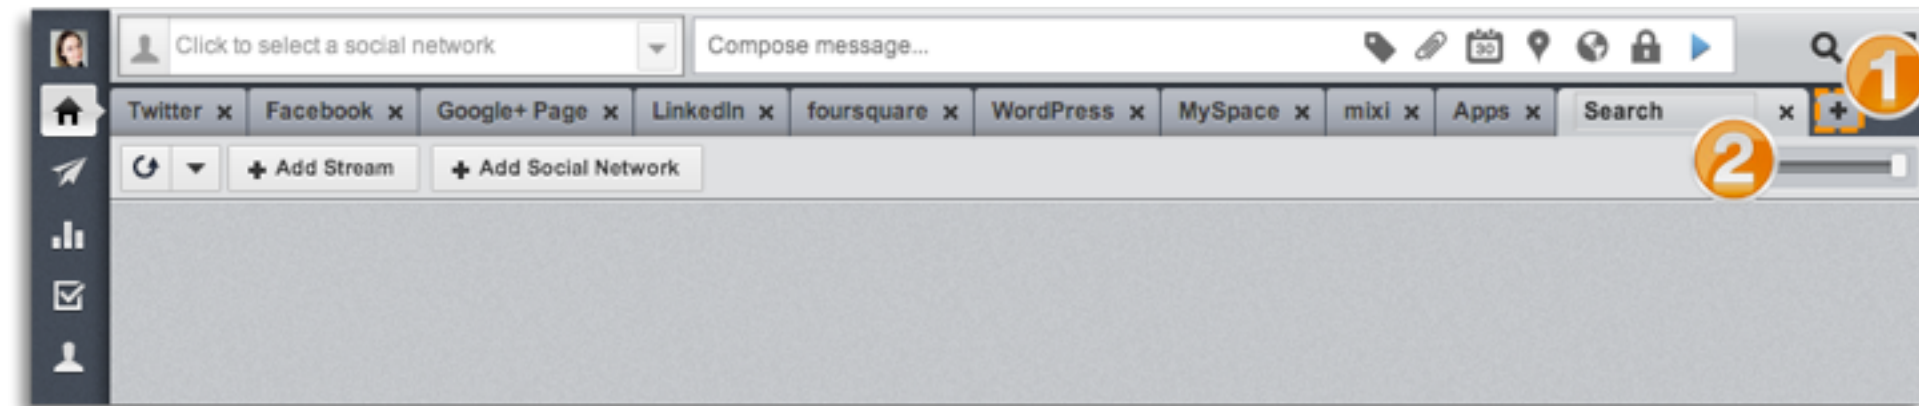 Click to select a social network Compose message... 30 1
Twitter x Facebook x Google+ Page x LinkedIn x foursquare x WordPress x MySpace x mixi x Apps x Search x +
+ Add Stream + Add Social Network 2